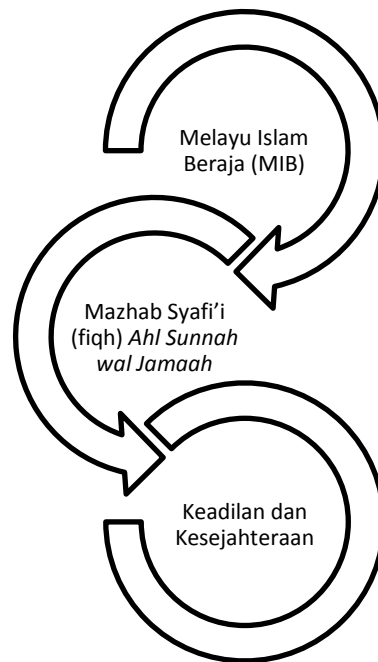 Melayu Islam
Beraja (MIB)
Mazhab Syafi’i
(fiqh) Ahl Sunnah
wal Jamaah
Keadilan dan
Kesejahteraan